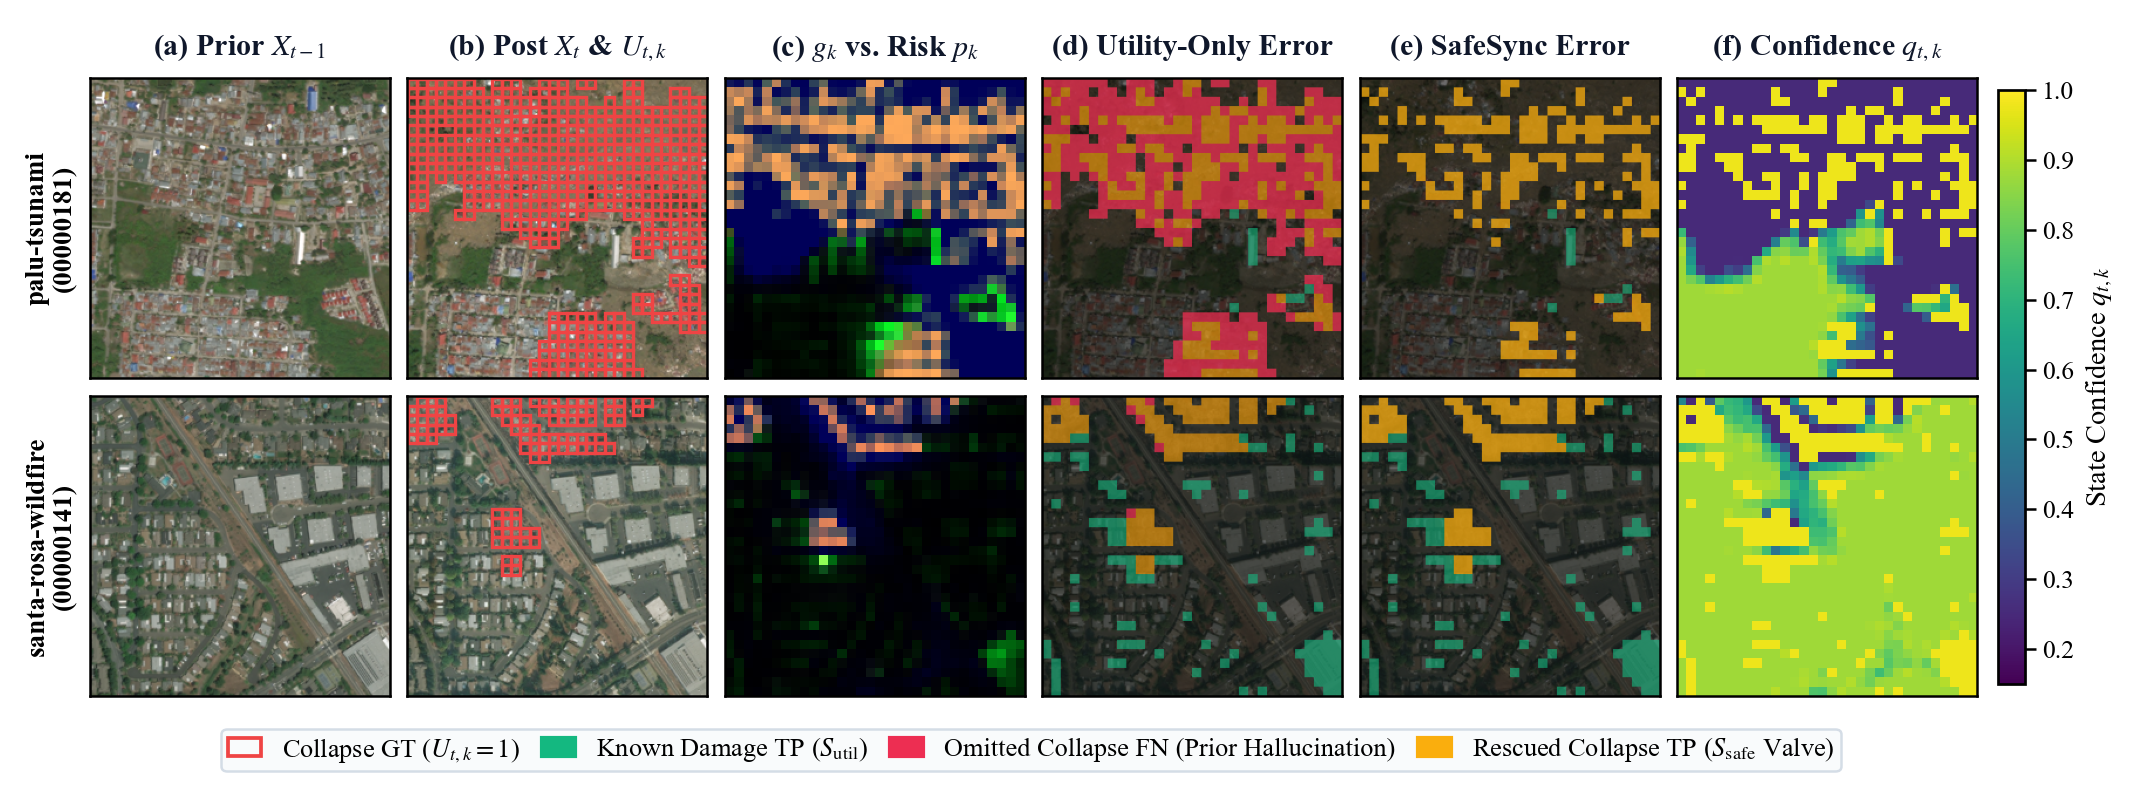 (a) Prior X_{t−1}
(b) Post X_t & U_{t,k}
(c) g_k vs. Risk p_k
(d) Utility-Only Error
(e) SafeSync Error
(f) Confidence q_{t,k}
palu-tsunami
(00000181)
santa-rosa-wildfire
(00000141)
1.0
0.9
0.8
0.7
0.6
0.5
0.4
0.3
0.2
State Confidence q_{t,k}
Collapse GT (U_{t,k}=1)
Known Damage TP (S_util)
Omitted Collapse FN (Prior Hallucination)
Rescued Collapse TP (S_safe Valve)